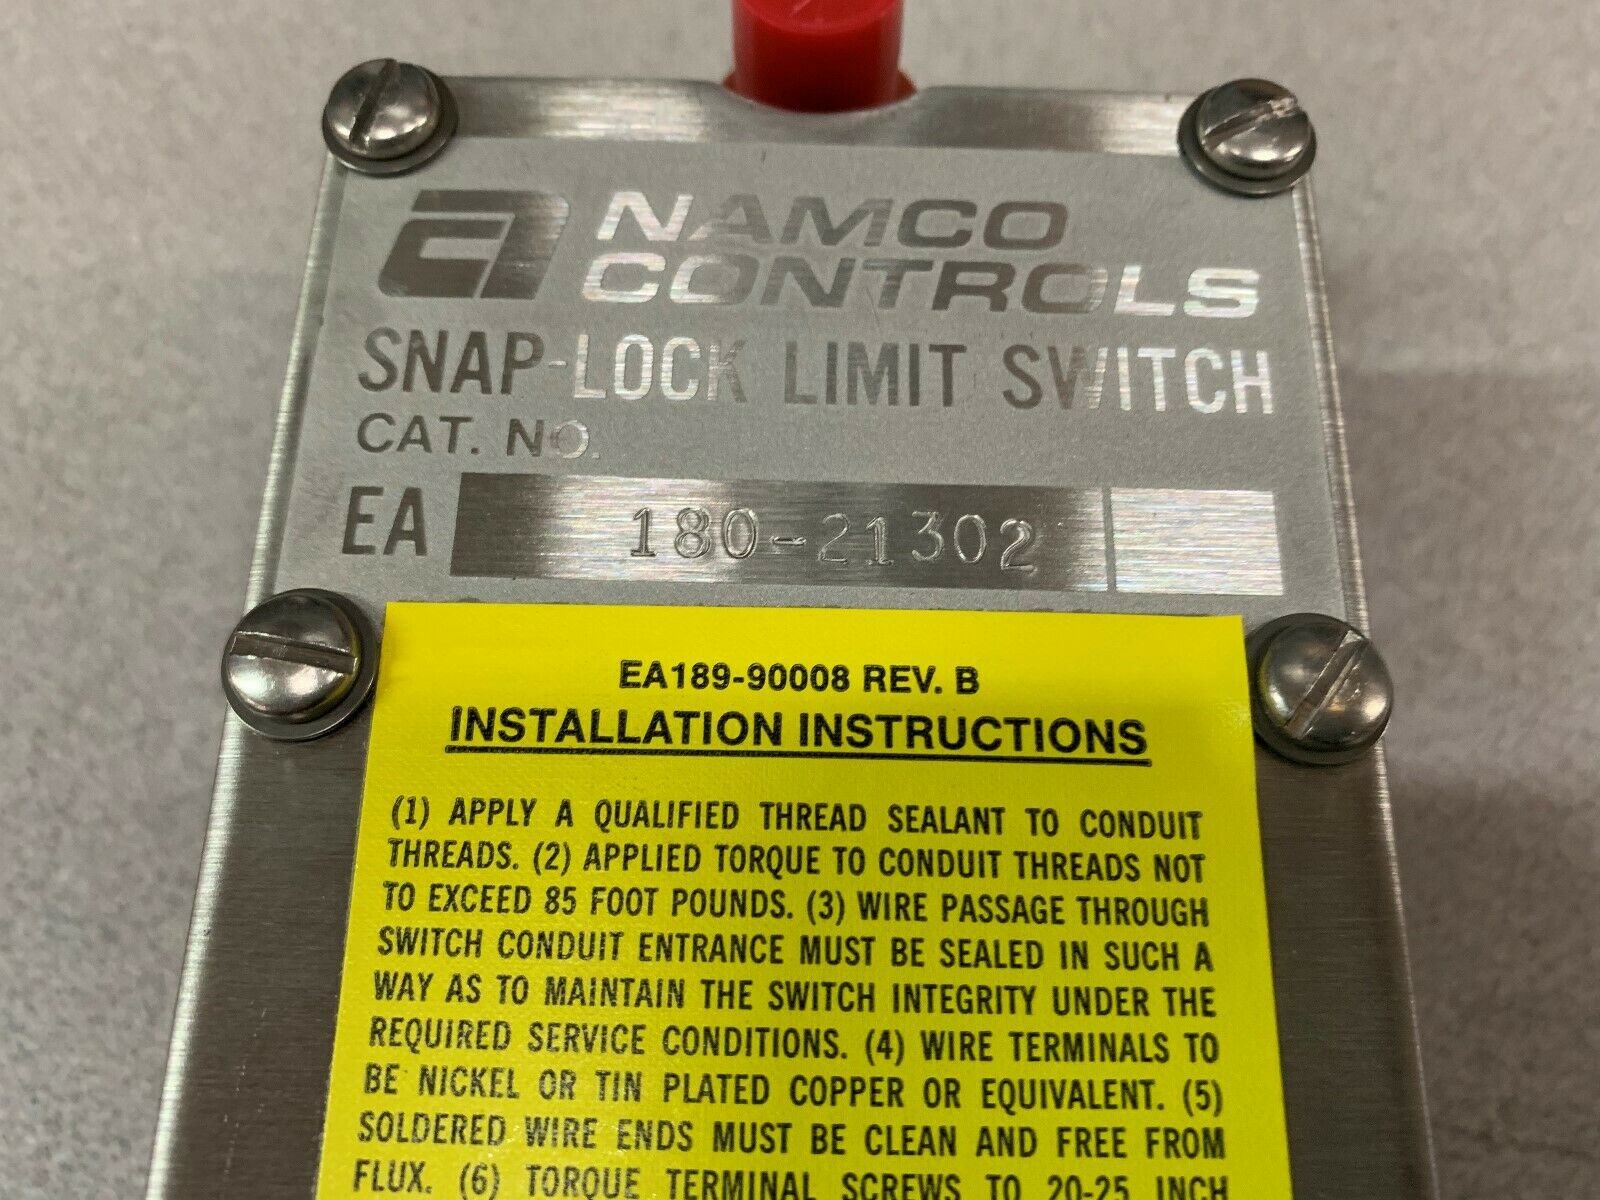 NAMCO
CONTROLS
SNAP-LOCK LIMIT SWITCH
CAT. NO.
EA 180-21302
EA189-90008 REV. B
INSTALLATION INSTRUCTIONS
(1) APPLY A QUALIFIED THREAD SEALANT TO CONDUIT
THREADS. (2) APPLIED TORQUE TO CONDUIT THREADS NOT
TO EXCEED 85 FOOT POUNDS. (3) WIRE PASSAGE THROUGH
SWITCH CONDUIT ENTRANCE MUST BE SEALED IN SUCH A
WAY AS TO MAINTAIN THE SWITCH INTEGRITY UNDER THE
REQUIRED SERVICE CONDITIONS. (4) WIRE TERMINALS TO
BE NICKEL OR TIN PLATED COPPER OR EQUIVALENT. (5)
SOLDERED WIRE ENDS MUST BE CLEAN AND FREE FROM
FLUX. (6) TORQUE TERMINAL SCREWS TO 20-25 INCH